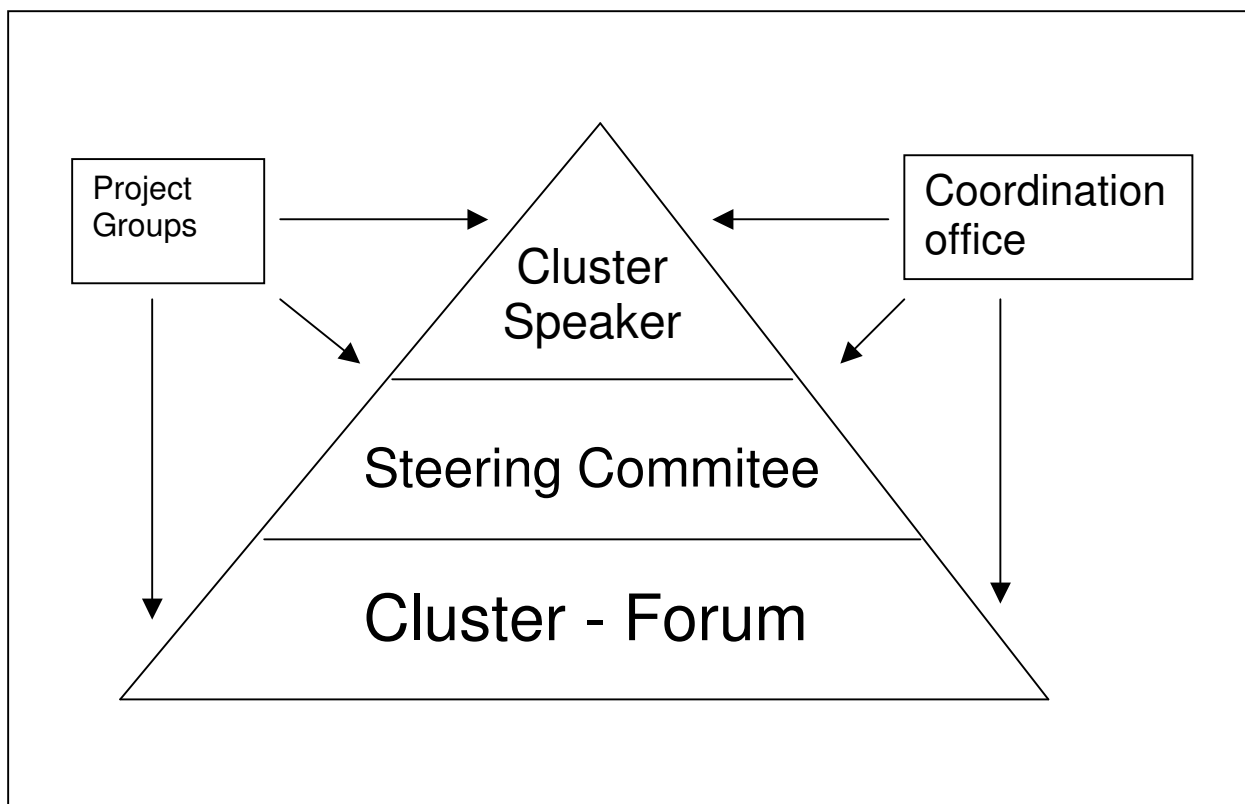 Project
Groups
Coordination
office
Cluster
Speaker
Steering Commitee
Cluster - Forum